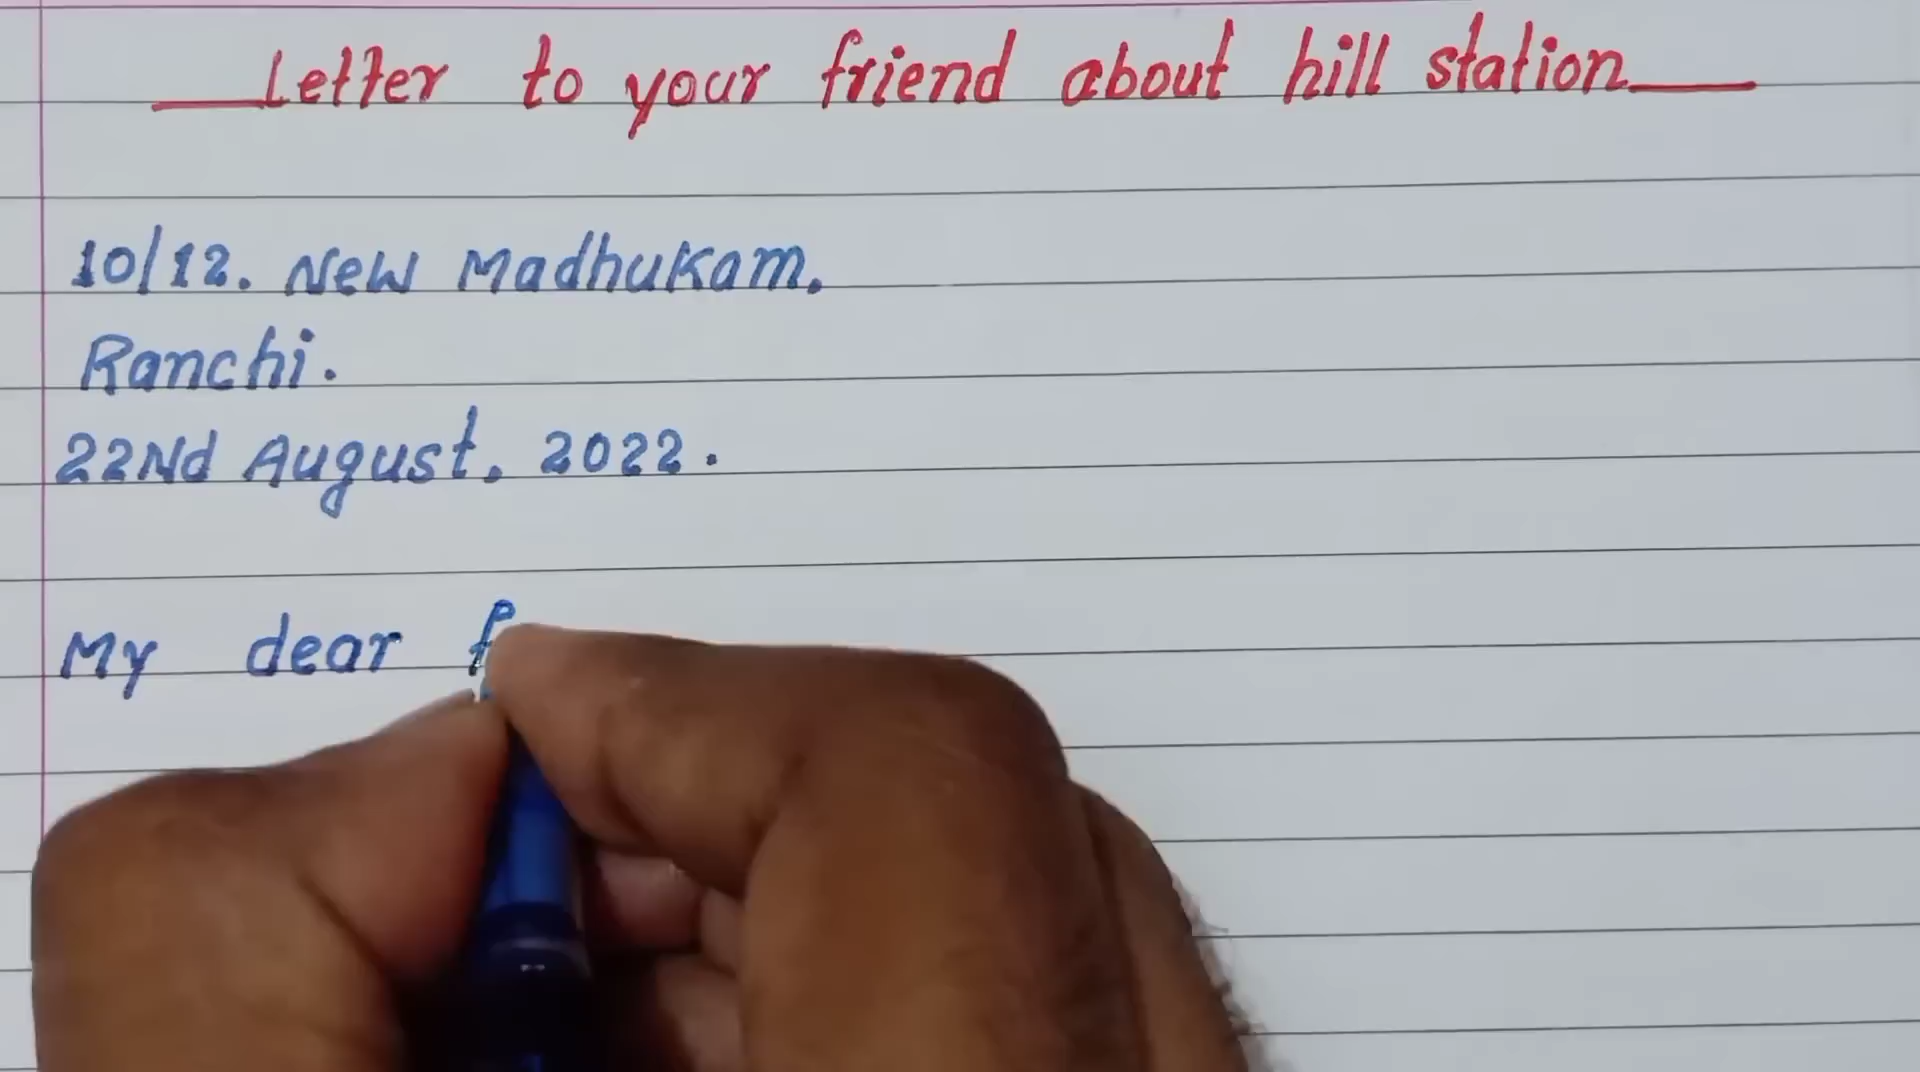 Letter to your friend about hill station
10/12. New Madhukam.
Ranchi.
22Nd August, 2022.
My dear f